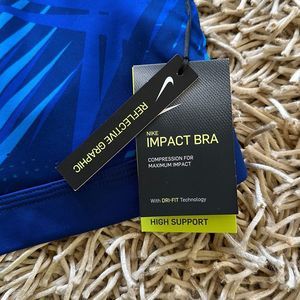 REFLECTIVE GRAPHIC
NIKE
IMPACT BRA
COMPRESSION FOR
MAXIMUM IMPACT
With DRI-FIT Technology
HIGH SUPPORT